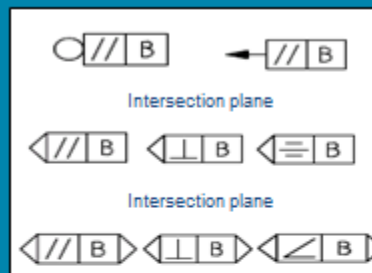 // B // B
Intersection plane
// B ⊥ B ⌯ B
Intersection plane
// B ⊥ B ∠ B